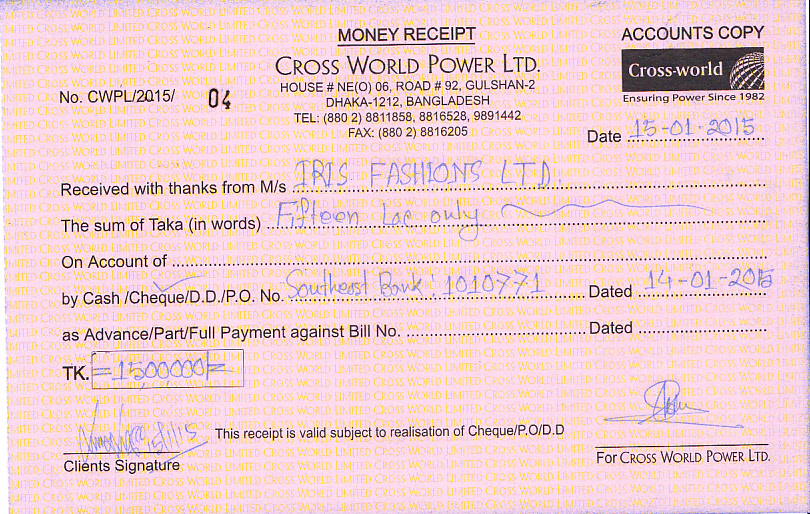 MONEY RECEIPT
ACCOUNTS COPY
CROSS WORLD POWER LTD.
Cross-world
Ensuring Power Since 1982
HOUSE # NE(O) 06, ROAD # 92, GULSHAN-2
DHAKA-1212, BANGLADESH
TEL: (880 2) 8811858, 8816528, 9891442
FAX: (880 2) 8816205
No. CWPL/2015/ 04
Date 15-01-2015
Received with thanks from M/s IRIS FASHIONS LTD.
The sum of Taka (in words) Fifteen Lac only
On Account of
by Cash /Cheque/D.D./P.O. No. Southeast Bank: 1010771 Dated 14-01-2015
as Advance/Part/Full Payment against Bill No. Dated
TK. =1500000/=
This receipt is valid subject to realisation of Cheque/P.O/D.D
Clients Signature
For CROSS WORLD POWER LTD.